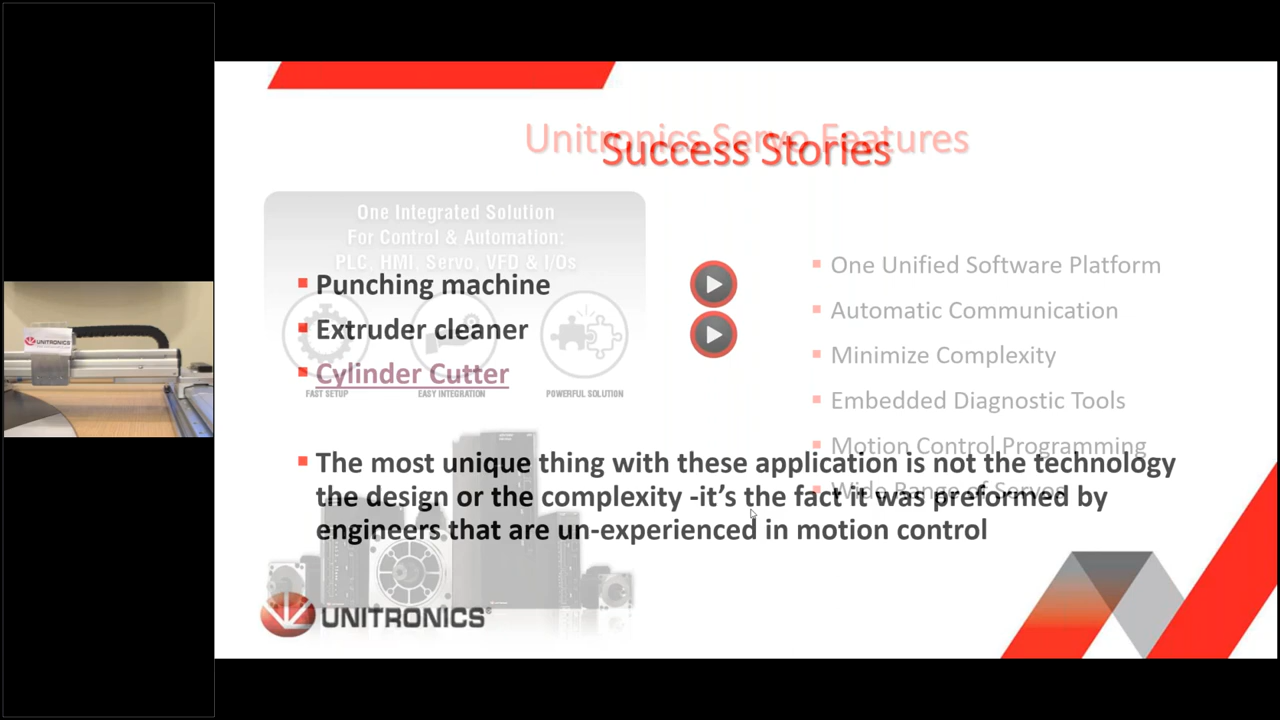 Unitronics Servo Features
Success Stories
One Integrated Solution
For Control & Automation:
PLC, HMI, Servo, VFD & I/Os
Punching machine
Extruder cleaner
Cylinder Cutter
FAST SETUP
EASY INTEGRATION
POWERFUL SOLUTION
One Unified Software Platform
Automatic Communication
Minimize Complexity
Embedded Diagnostic Tools
Motion Control Programming
Wide Range of Servos
The most unique thing with these application is not the technology
the design or the complexity -it's the fact it was preformed by
engineers that are un-experienced in motion control
UNITRONICS®
UNITRONICS